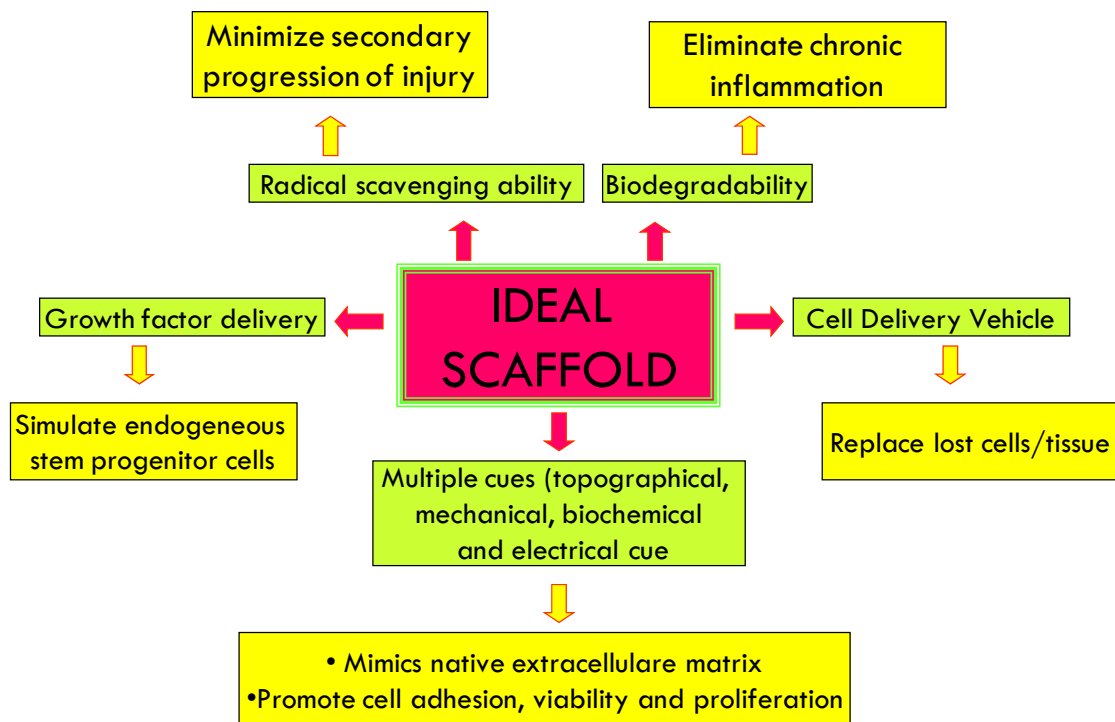 Minimize secondary
progression of injury
Eliminate chronic
inflammation
Radical scavenging ability
Biodegradability
IDEAL
SCAFFOLD
Growth factor delivery
Cell Delivery Vehicle
Simulate endogeneous
stem progenitor cells
Replace lost cells/tissue
Multiple cues (topographical,
mechanical, biochemical
and electrical cue
• Mimics native extracellulare matrix
•Promote cell adhesion, viability and proliferation